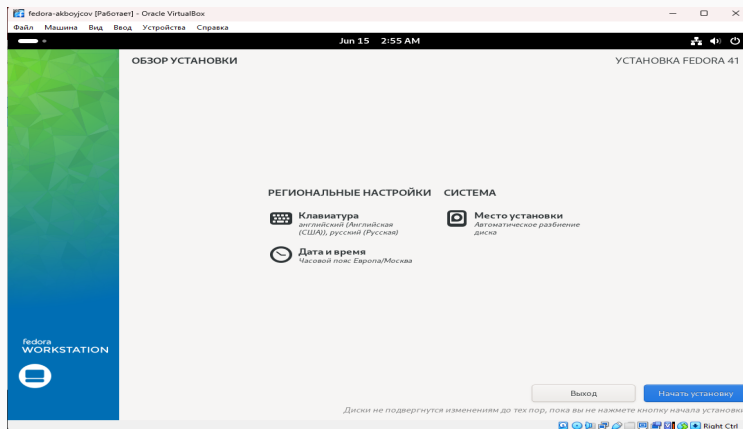 fedora-akboyjcov [Работает] - Oracle VirtualBox
Файл Машина Вид Ввод Устройства Справка
Jun 15 2:55 AM
ОБЗОР УСТАНОВКИ
УСТАНОВКА FEDORA 41
РЕГИОНАЛЬНЫЕ НАСТРОЙКИ
Клавиатура
английский (Английская
(США)), русский (Русская)
Дата и время
Часовой пояс Европа/Москва
СИСТЕМА
Место установки
Автоматическое разбиение
диска
fedora
WORKSTATION
Выход
Начать установку
Диски не подвергнутся изменениям до тех пор, пока вы не нажмете кнопку начала установки
Right Ctrl